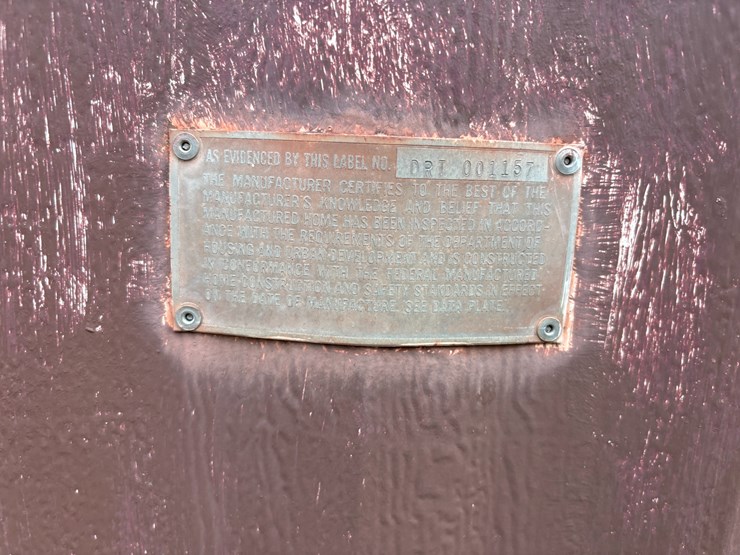 AS EVIDENCED BY THIS LABEL NO. DRT 001157
THE MANUFACTURER CERTIFIES TO THE BEST OF THE
MANUFACTURER'S KNOWLEDGE AND BELIEF THAT THIS
MANUFACTURED HOME HAS BEEN INSPECTED IN ACCORD-
ANCE WITH THE REQUIREMENTS OF THE DEPARTMENT OF
HOUSING AND URBAN DEVELOPMENT AND IS CONSTRUCTED
IN CONFORMANCE WITH THE FEDERAL MANUFACTURED
HOME CONSTRUCTION AND SAFETY STANDARDS IN EFFECT
ON THE DATE OF MANUFACTURE. SEE DATA PLATE.